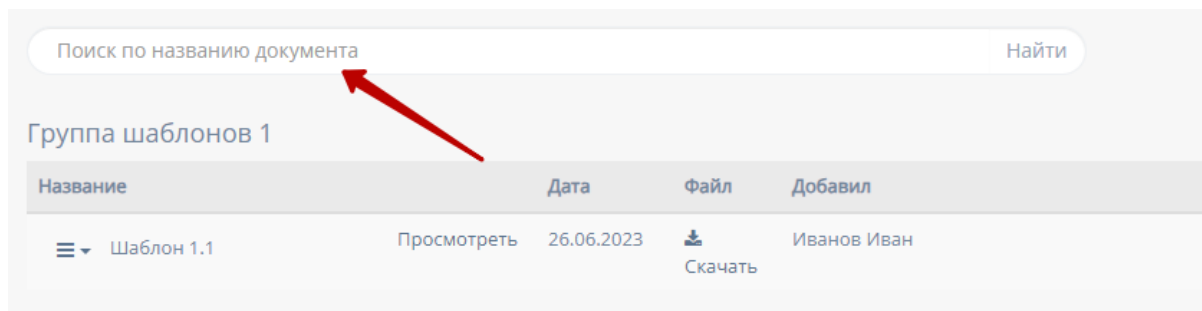 Поиск по названию документа Найти
Группа шаблонов 1
Название Дата Файл Добавил
Шаблон 1.1 Просмотреть 26.06.2023 Скачать Иванов Иван